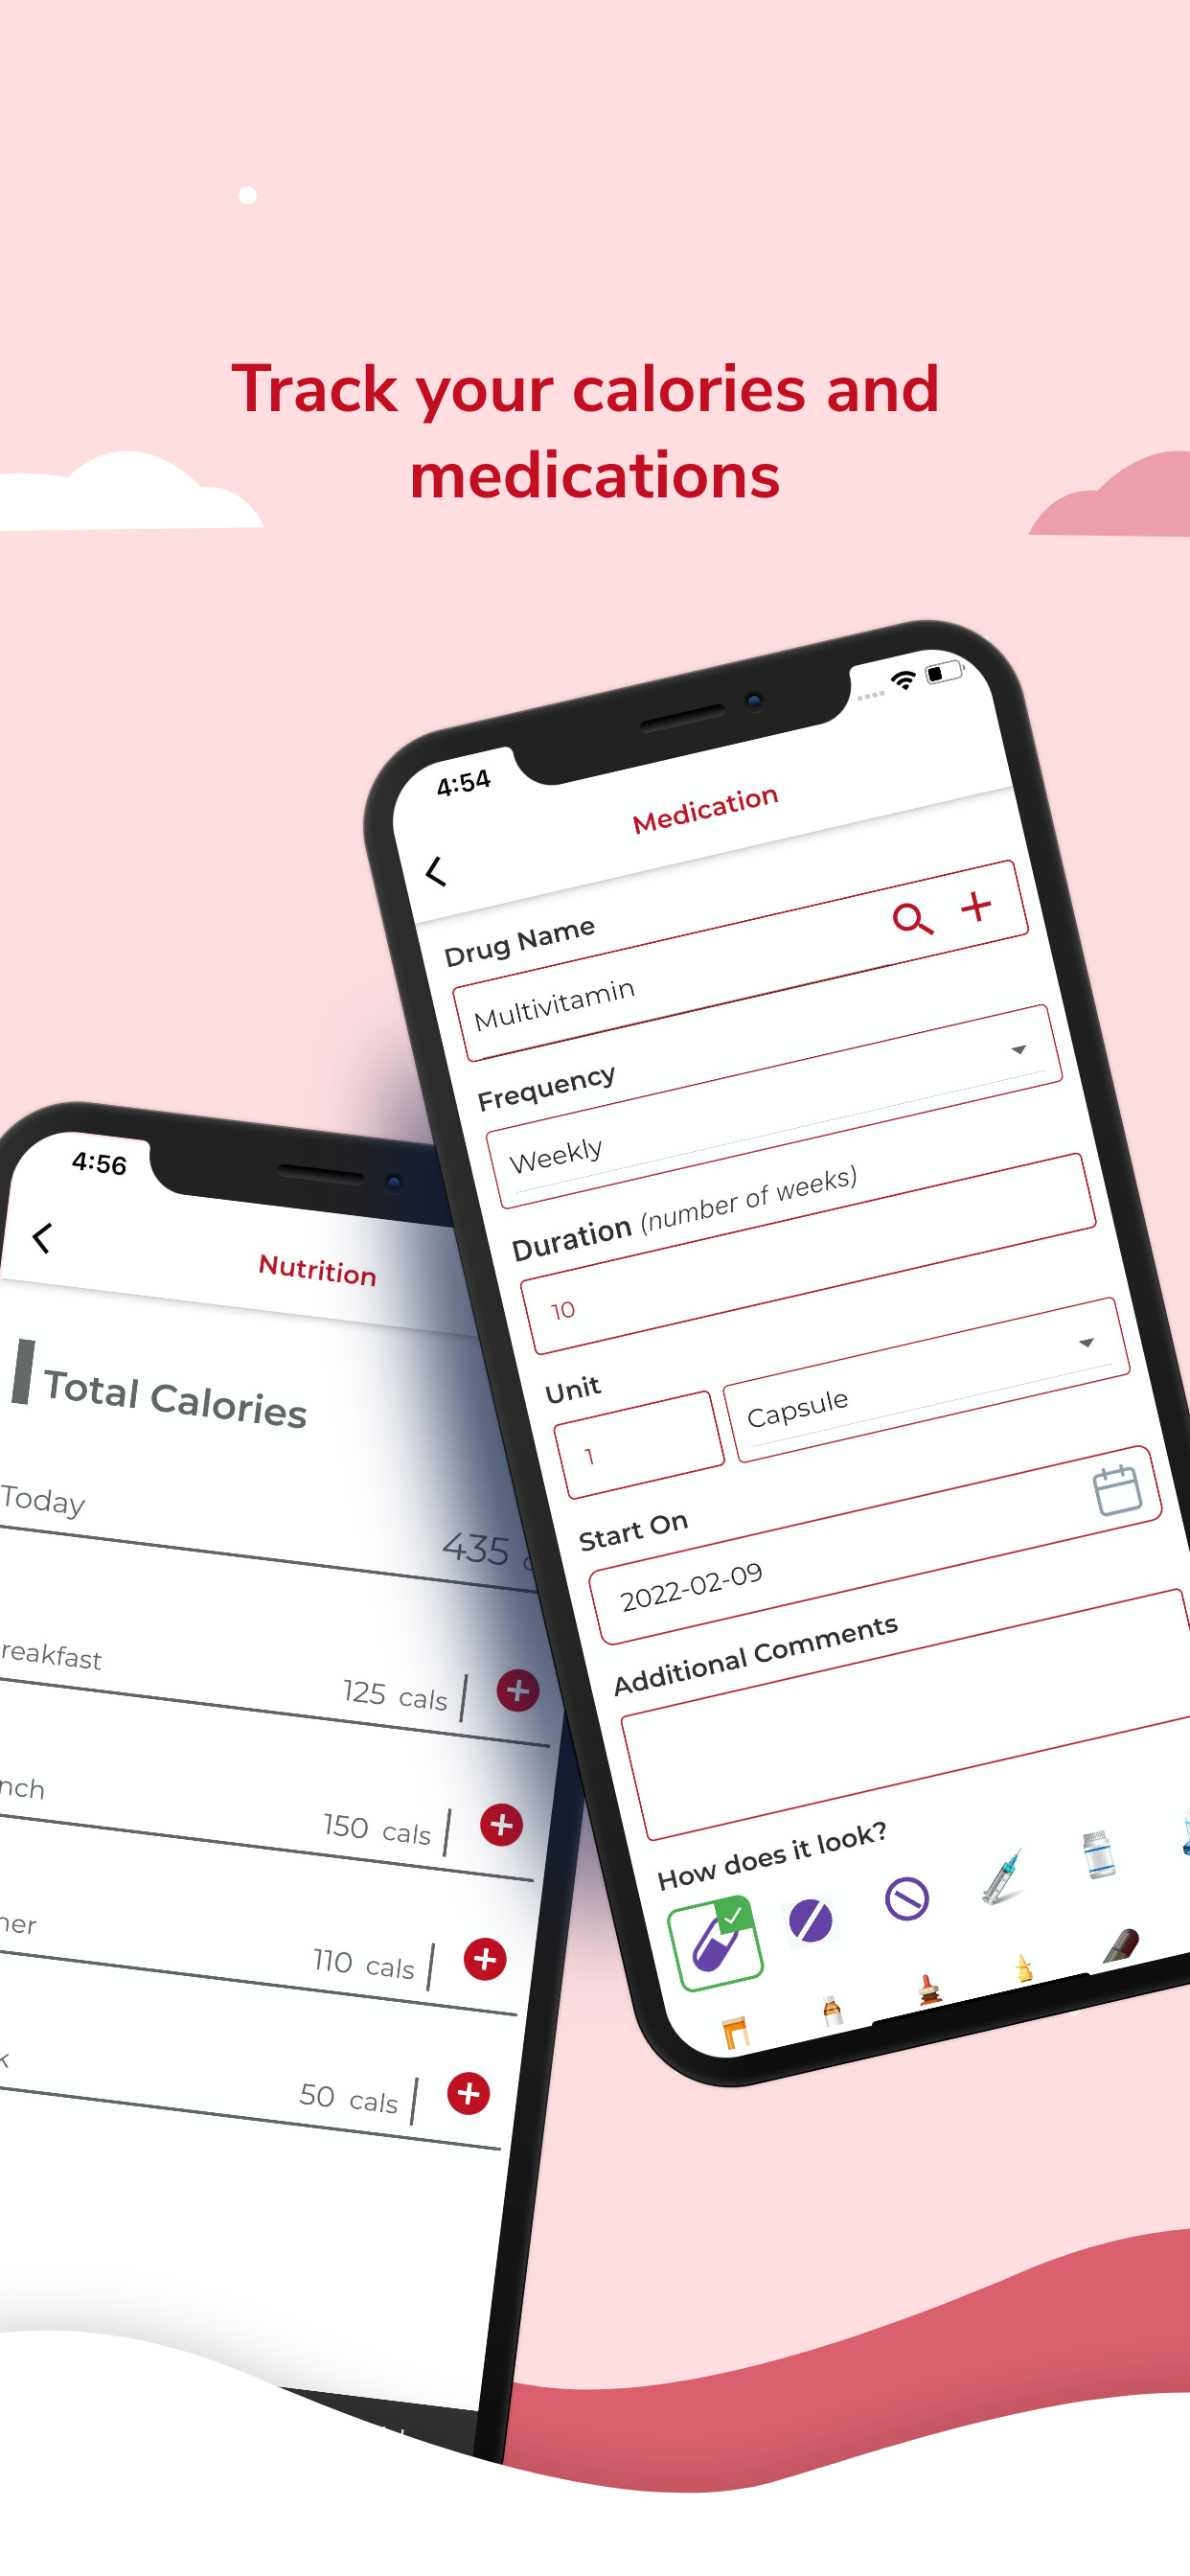 Track your calories and
medications
4:54
Medication
Drug Name
Multivitamin
Frequency
Weekly
Duration (number of weeks)
10
Unit
1 Capsule
Start On
2022-02-09
Additional Comments
How does it look?
4:56
Nutrition
Total Calories
Today 435
reakfast 125 cals
nch 150 cals
ner 110 cals
k 50 cals